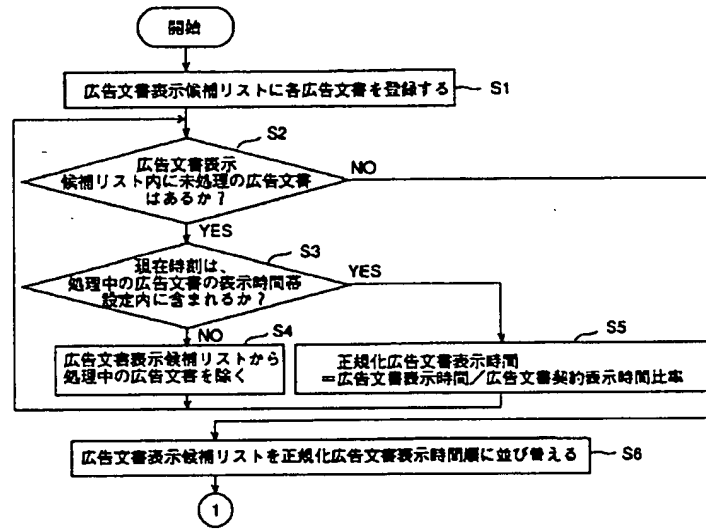 開始
広告文書表示候補リストに各広告文書を登録する
S1
S2
広告文書表示
候補リスト内に未処理の広告文書
はあるか?
NO
YES
S3
現在時刻は、
処理中の広告文書の表示時間帯
設定内に含まれるか?
YES
NO
S4
広告文書表示候補リストから
処理中の広告文書を除く
S5
正規化広告文書表示時間
=広告文書表示時間/広告文書契約表示時間比率
広告文書表示候補リストを正規化広告文書表示時間順に並び替える
S6
1